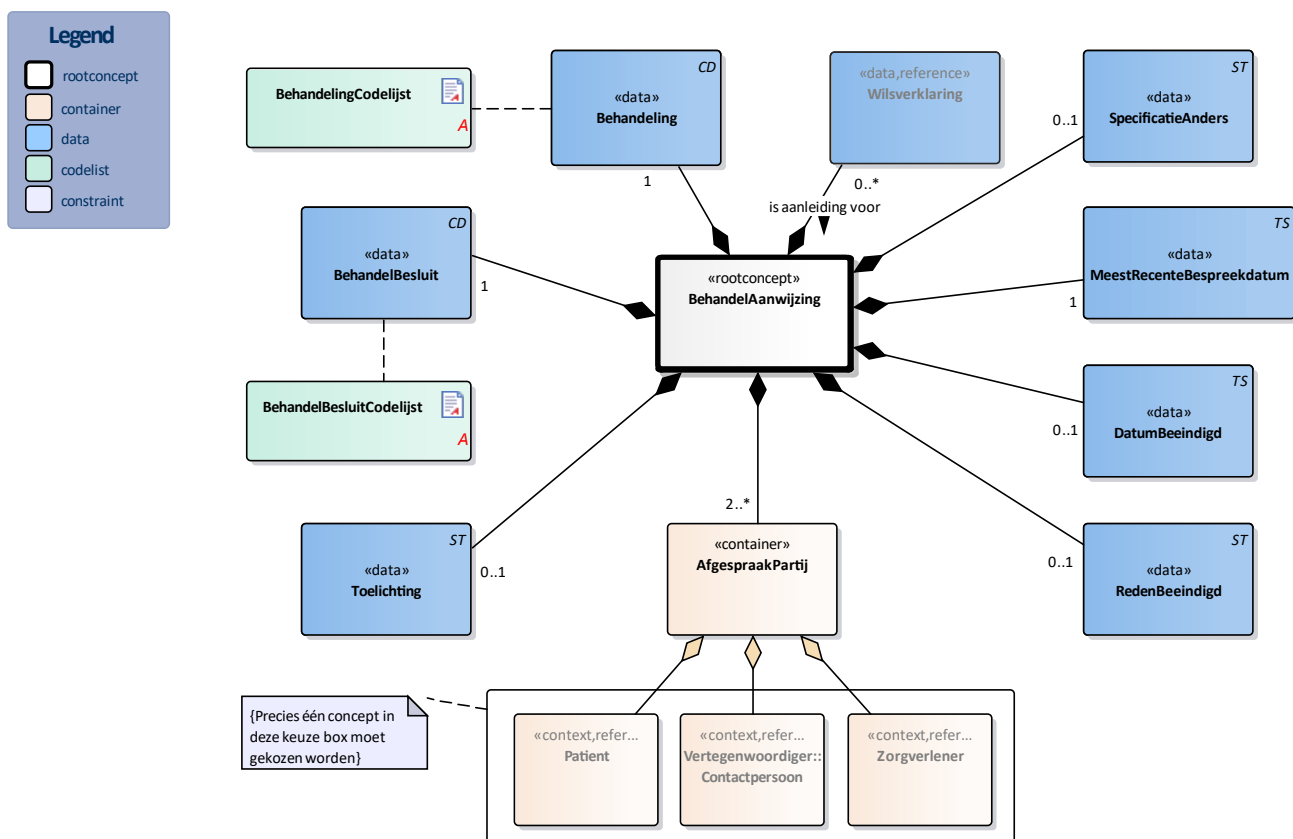 Legend
rootconcept
container
data
codelist
constraint
BehandelingCodelijst
A
CD
«data»
Behandeling
1
«data,reference»
Wilsverklaring
0..*
is aanleiding voor
ST
«data»
SpecificatieAnders
0..1
CD
«data»
BehandelBesluit
1
«rootconcept»
BehandelAanwijzing
TS
«data»
MeestRecenteBespreekdatum
1
BehandelBesluitCodelijst
A
TS
«data»
DatumBeeindigd
0..1
ST
«data»
Toelichting
0..1
2..*
«container»
AfgespraakPartij
ST
«data»
RedenBeeindigd
0..1
{Precies één concept in
deze keuze box moet
gekozen worden}
«context,refer...
Patient
«context,refer...
Vertegenwoordiger::
Contactpersoon
«context,refer...
Zorgverlener